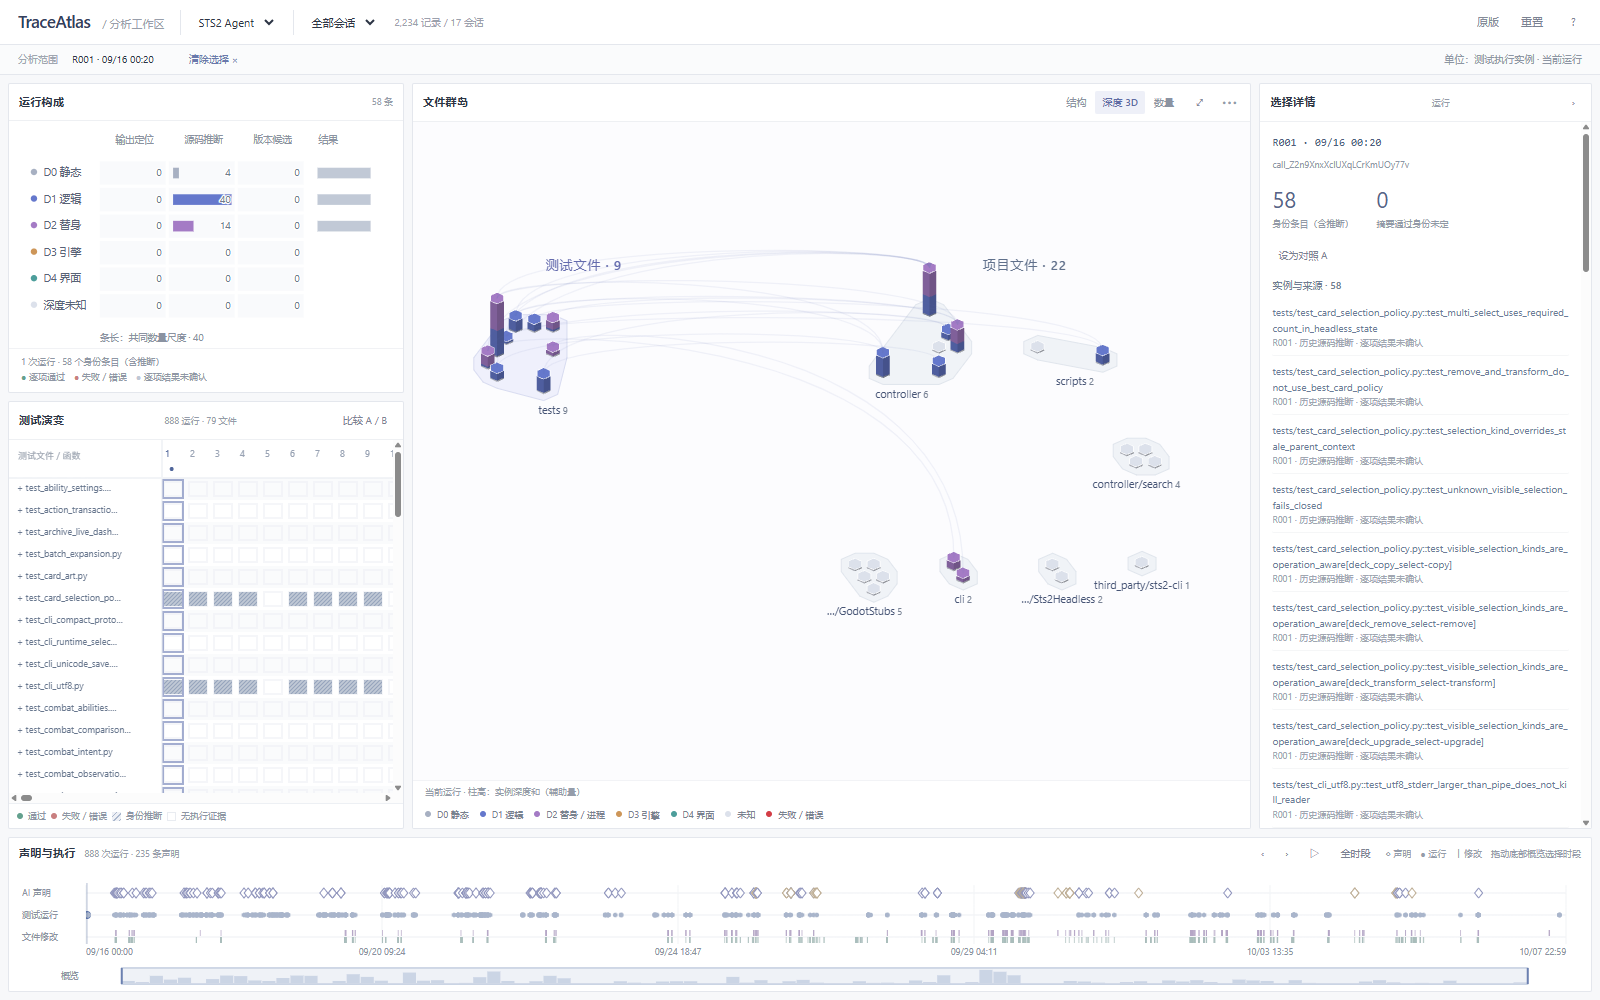 TraceAtlas / 分析工作区 STS2 Agent 全部会话 2,234 记录 / 17 会话 原版 重置 ?
分析范围 R001 · 09/16 00:20 清除选择 × 单位: 测试执行实例 · 当前运行
运行构成 58 条
输出定位 源码推断 版本候选 结果
D0 静态 0 4 0
D1 逻辑 0 40 0
D2 替身 0 14 0
D3 引擎 0 0 0
D4 界面 0 0 0
深度未知 0 0 0
条长: 共同数量尺度 · 40
1 次运行 · 58 个身份条目（含推断）
逐项通过 失败 / 错误 逐项结果未确认
测试演变 888 运行 · 79 文件 比较 A / B
测试文件 / 函数 1 2 3 4 5 6 7 8 9 1
+ test_ability_settings....
+ test_action_transactio...
+ test_archive_live_dash...
+ test_batch_expansion.py
+ test_card_art.py
+ test_card_selection_po...
+ test_cli_compact_proto...
+ test_cli_runtime_selec...
+ test_cli_unicode_save....
+ test_cli_utf8.py
+ test_combat_abilities....
+ test_combat_comparison...
+ test_combat_intent.py
+ test_combat_observatio...
通过 失败 / 错误 身份推断 无执行证据
文件群岛 结构 深度 3D 数量
测试文件 · 9
项目文件 · 22
tests 9
controller 6
scripts 2
controller/search 4
.../GodotStubs 5
cli 2
.../Sts2Headless 2
third_party/sts2-cli 1
当前运行 · 柱高: 实例深度和（辅助量）
D0 静态 D1 逻辑 D2 替身 / 进程 D3 引擎 D4 界面 未知 失败 / 错误
选择详情 运行
R001 · 09/16 00:20
call_Z2n9XnxXclUXqLCrKmUOy77v
58 0
身份条目（含推断） 摘要通过身份未定
设为对照 A
实例与来源 · 58
tests/test_card_selection_policy.py::test_multi_select_uses_required_
count_in_headless_state
R001 · 历史源码推断 · 逐项结果未确认
tests/test_card_selection_policy.py::test_remove_and_transform_do_
not_use_best_card_policy
R001 · 历史源码推断 · 逐项结果未确认
tests/test_card_selection_policy.py::test_selection_kind_overrides_st
ale_parent_context
R001 · 历史源码推断 · 逐项结果未确认
tests/test_card_selection_policy.py::test_unknown_visible_selection_
fails_closed
R001 · 历史源码推断 · 逐项结果未确认
tests/test_card_selection_policy.py::test_visible_selection_kinds_are_
operation_aware[deck_copy_select-copy]
R001 · 历史源码推断 · 逐项结果未确认
tests/test_card_selection_policy.py::test_visible_selection_kinds_are_
operation_aware[deck_remove_select-remove]
R001 · 历史源码推断 · 逐项结果未确认
tests/test_card_selection_policy.py::test_visible_selection_kinds_are_
operation_aware[deck_transform_select-transform]
R001 · 历史源码推断 · 逐项结果未确认
tests/test_card_selection_policy.py::test_visible_selection_kinds_are_
operation_aware[deck_upgrade_select-upgrade]
R001 · 历史源码推断 · 逐项结果未确认
tests/test_cli_utf8.py::test_utf8_stderr_larger_than_pipe_does_not_ki
ll_reader
R001 · 历史源码推断 · 逐项结果未确认
声明与执行 888 次运行 · 235 条声明 全时段 声明 运行 修改 拖动底部概览选择时段
AI 声明
测试运行
文件修改
09/16 00:00 09/20 09:24 09/24 18:47 09/29 04:11 10/03 13:35 10/07 22:59
概览